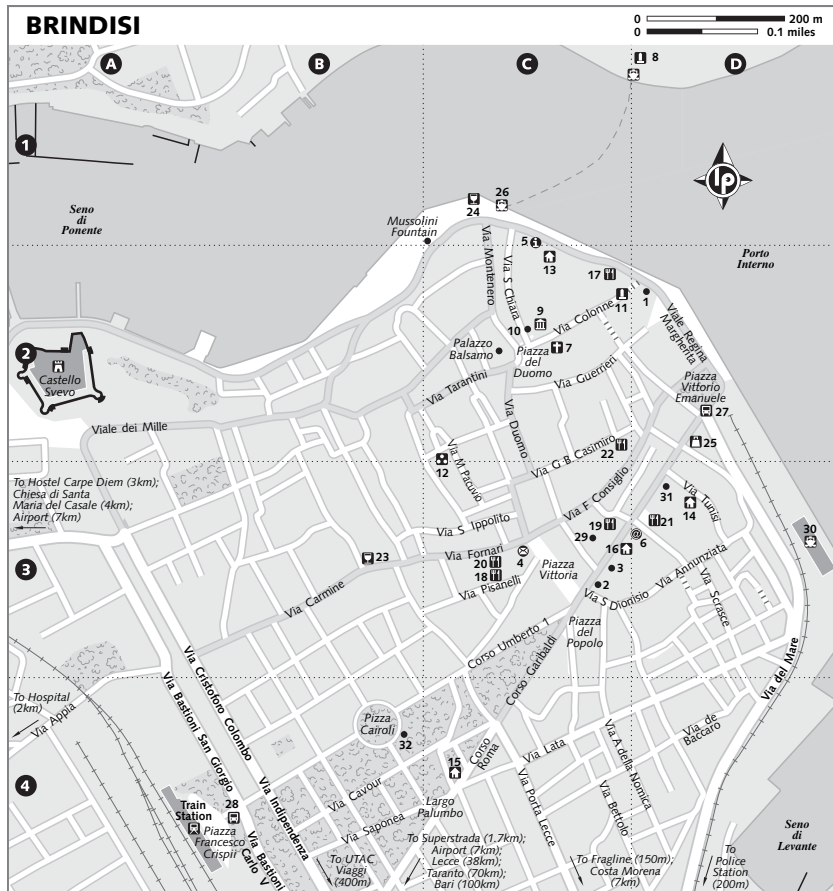 BRINDISI
0 200 m
0 0.1 miles
A
B
C
D
8
1
lp
Seno
di
Ponente
Mussolini
Fountain
24
26
5
13
17
11
1
Porto
Interno
Via Montenero
Via S Chiara
9
10
Via Colonne
Viale Regina
Margherita
2
Castello
Svevo
Palazzo
Balsamo
Piazza
del
Duomo
7
Via Tarantini
Via Guerrieri
Piazza
Vittorio
Emanuele
27
Viale dei Mille
Via Duomo
25
12
Via M Pacuvio
Via G B Casimiro
22
To Hostel Carpe Diem (3km);
Chiesa di Santa
Maria del Casale (4km);
Airport (7km)
31
Via Tunisi
14
Via F Consiglio
Via S Ippolito
19
21
29
6
16
30
3
23
Via Fornari
20
18
4
Via Pisanelli
Piazza
Vittoria
3
2
Via Annunziata
Via S Dionisio
Via Scrasce
Via Carmine
Piazza
del
Popolo
Corso Umberto 1
Corso Garibaldi
Via del Mare
Via Cristoforo Colombo
Via Bastioni San Giorgio
To Hospital
(2km)
Via Appia
Pizza
Cairoli
32
Via de
Baccaro
Via A della Nomica
Via Lata
Corso
Roma
15
4
Via Cavour
Via Indipendenza
Largo
Palumbo
Via Porta Lecce
Via Bettolo
Train
Station
28
Piazza
Francesco
Crispii
Via Bastioni
Carlo V
Via Saponea
Seno
di
Levante
To UTAC
Viaggi
(400m)
To Superstrada (1.7km);
Airport (7km);
Lecce (38km);
Taranto (70km);
Bari (100km)
To Fragline (150m);
Costa Morena
(7km)
To
Police
Station
(200m)